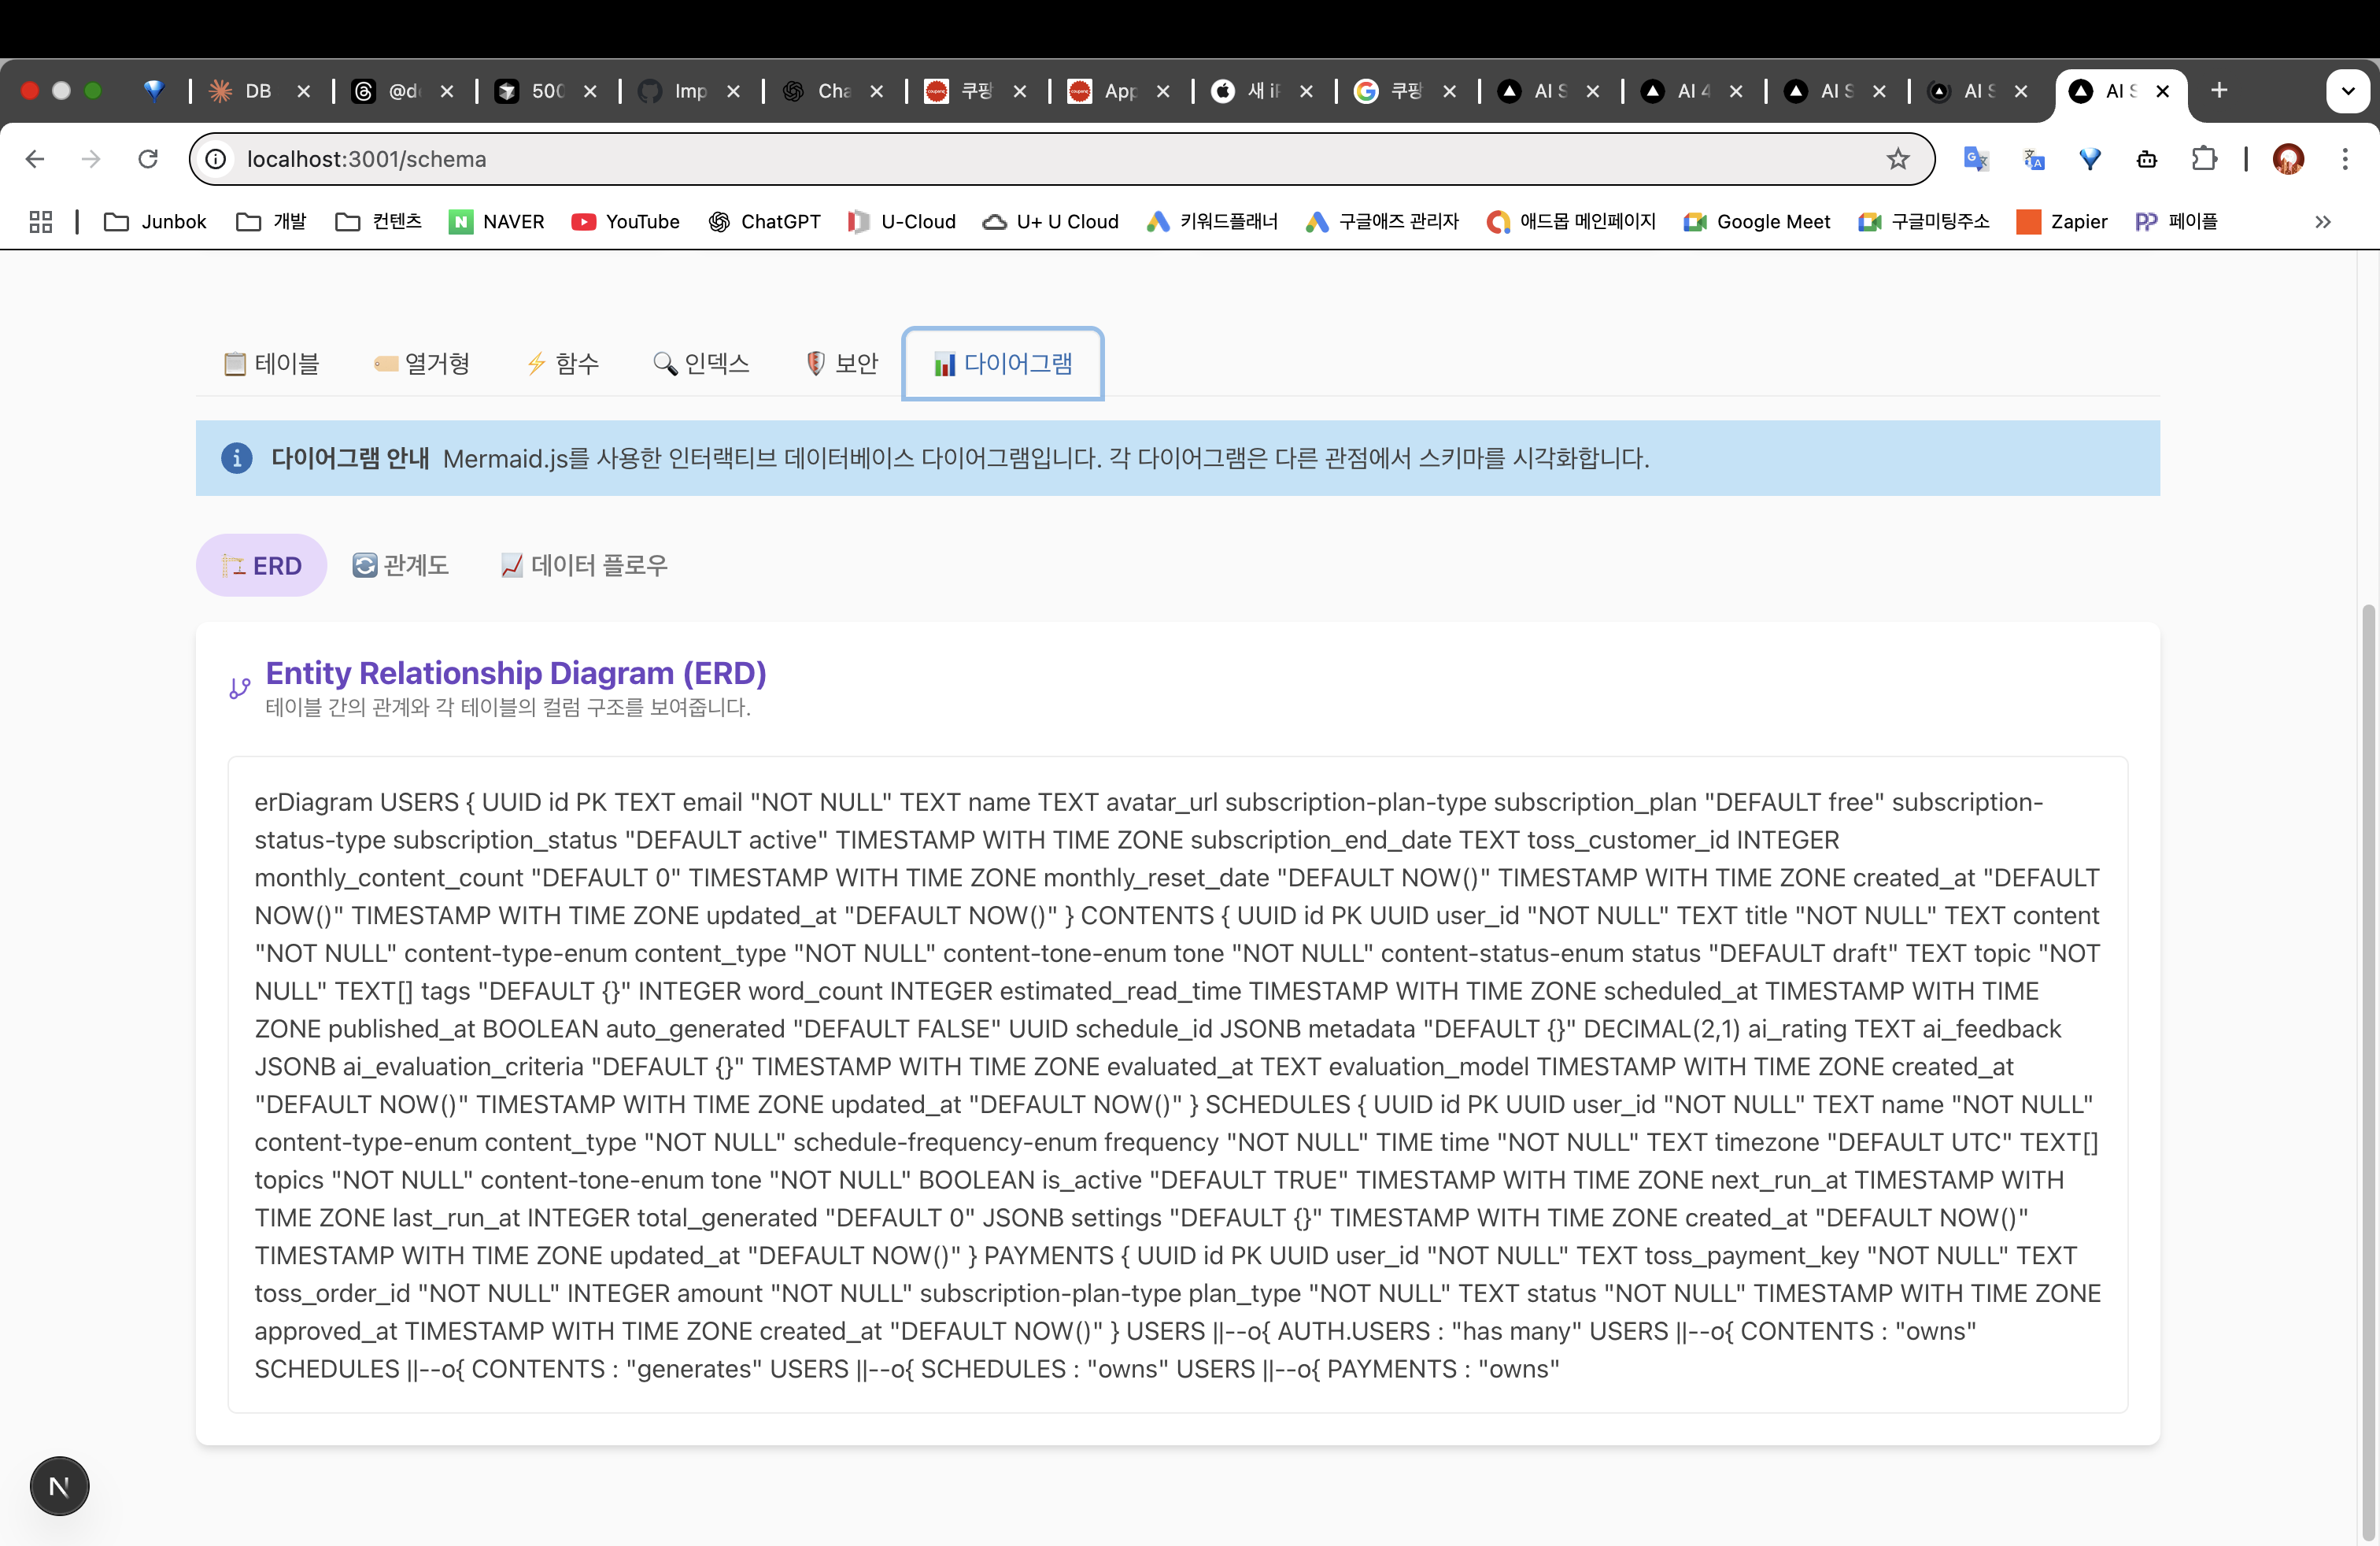 DB
@d
500
Imp
Cha
쿠팡
App
새 iF
쿠팡
AI S
AI 4
AI S
AI S
AI S
localhost:3001/schema
Junbok
개발
컨텐츠
NAVER
YouTube
ChatGPT
U-Cloud
U+ U Cloud
키워드플래너
구글애즈 관리자
애드몹 메인페이지
Google Meet
구글미팅주소
Zapier
페이플
테이블
열거형
함수
인덱스
보안
다이어그램
다이어그램 안내 Mermaid.js를 사용한 인터랙티브 데이터베이스 다이어그램입니다. 각 다이어그램은 다른 관점에서 스키마를 시각화합니다.
ERD
관계도
데이터 플로우
Entity Relationship Diagram (ERD)
테이블 간의 관계와 각 테이블의 컬럼 구조를 보여줍니다.
erDiagram USERS { UUID id PK TEXT email "NOT NULL" TEXT name TEXT avatar_url subscription-plan-type subscription_plan "DEFAULT free" subscription-
status-type subscription_status "DEFAULT active" TIMESTAMP WITH TIME ZONE subscription_end_date TEXT toss_customer_id INTEGER
monthly_content_count "DEFAULT 0" TIMESTAMP WITH TIME ZONE monthly_reset_date "DEFAULT NOW()" TIMESTAMP WITH TIME ZONE created_at "DEFAULT
NOW()" TIMESTAMP WITH TIME ZONE updated_at "DEFAULT NOW()" } CONTENTS { UUID id PK UUID user_id "NOT NULL" TEXT title "NOT NULL" TEXT content
"NOT NULL" content-type-enum content_type "NOT NULL" content-tone-enum tone "NOT NULL" content-status-enum status "DEFAULT draft" TEXT topic "NOT
NULL" TEXT[] tags "DEFAULT {}" INTEGER word_count INTEGER estimated_read_time TIMESTAMP WITH TIME ZONE scheduled_at TIMESTAMP WITH TIME
ZONE published_at BOOLEAN auto_generated "DEFAULT FALSE" UUID schedule_id JSONB metadata "DEFAULT {}" DECIMAL(2,1) ai_rating TEXT ai_feedback
JSONB ai_evaluation_criteria "DEFAULT {}" TIMESTAMP WITH TIME ZONE evaluated_at TEXT evaluation_model TIMESTAMP WITH TIME ZONE created_at
"DEFAULT NOW()" TIMESTAMP WITH TIME ZONE updated_at "DEFAULT NOW()" } SCHEDULES { UUID id PK UUID user_id "NOT NULL" TEXT name "NOT NULL"
content-type-enum content_type "NOT NULL" schedule-frequency-enum frequency "NOT NULL" TIME time "NOT NULL" TEXT timezone "DEFAULT UTC" TEXT[]
topics "NOT NULL" content-tone-enum tone "NOT NULL" BOOLEAN is_active "DEFAULT TRUE" TIMESTAMP WITH TIME ZONE next_run_at TIMESTAMP WITH
TIME ZONE last_run_at INTEGER total_generated "DEFAULT 0" JSONB settings "DEFAULT {}" TIMESTAMP WITH TIME ZONE created_at "DEFAULT NOW()"
TIMESTAMP WITH TIME ZONE updated_at "DEFAULT NOW()" } PAYMENTS { UUID id PK UUID user_id "NOT NULL" TEXT toss_payment_key "NOT NULL" TEXT
toss_order_id "NOT NULL" INTEGER amount "NOT NULL" subscription-plan-type plan_type "NOT NULL" TEXT status "NOT NULL" TIMESTAMP WITH TIME ZONE
approved_at TIMESTAMP WITH TIME ZONE created_at "DEFAULT NOW()" } USERS ||--o{ AUTH.USERS : "has many" USERS ||--o{ CONTENTS : "owns"
SCHEDULES ||--o{ CONTENTS : "generates" USERS ||--o{ SCHEDULES : "owns" USERS ||--o{ PAYMENTS : "owns"
N